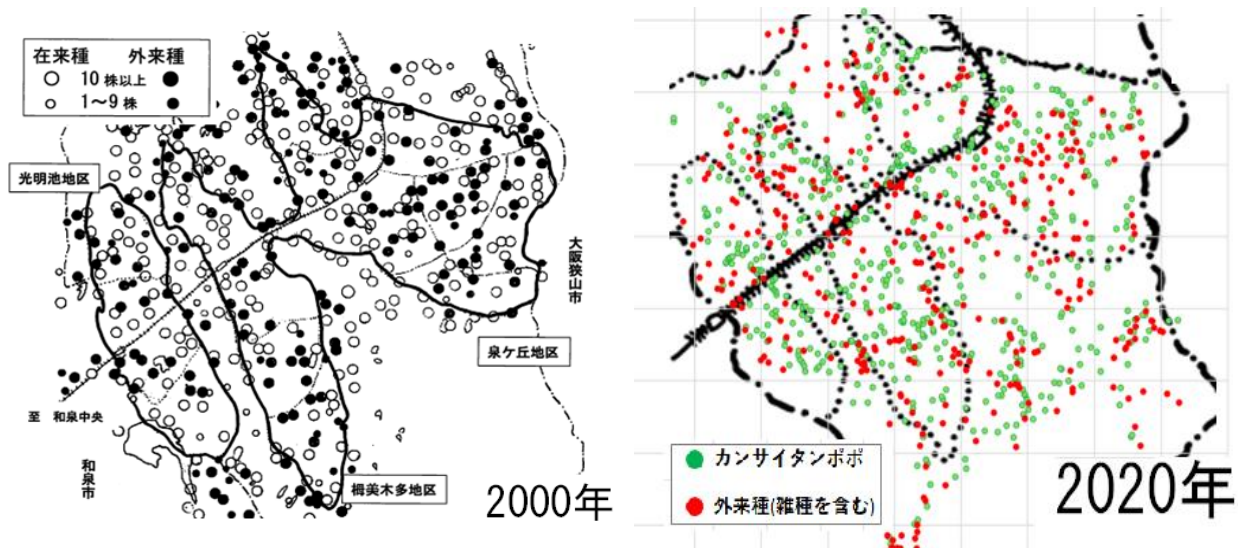 在来種 外来種
10株以上
1～9株
光明池地区
大阪狭山市
泉ケ丘地区
至 和泉中央
和泉市
栂美木多地区
2000年
カンサイタンポポ
外来種(雑種を含む)
2020年